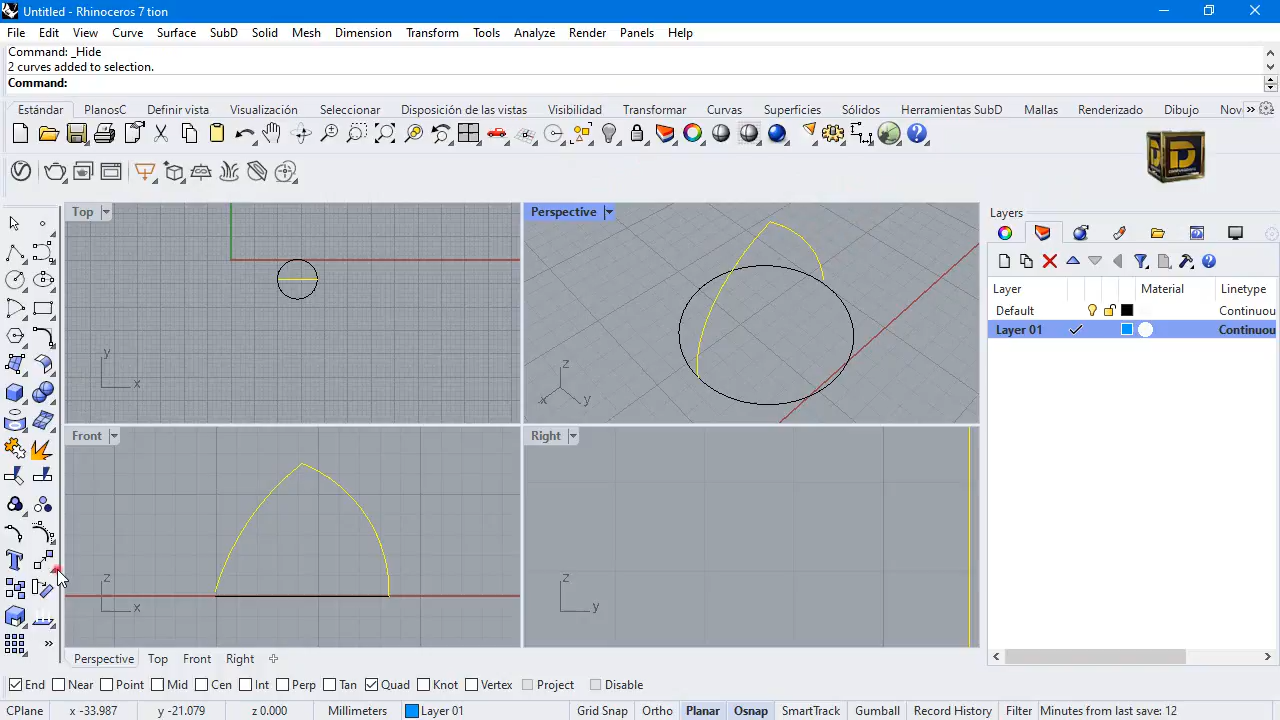 Untitled - Rhinoceros 7 tion
File Edit View Curve Surface SubD Solid Mesh Dimension Transform Tools Analyze Render Panels Help
Command: _Hide
2 curves added to selection.
Command:
Estándar PlanosC Definir vista Visualización Seleccionar Disposición de las vistas Visibilidad Transformar Curvas Superficies Sólidos Herramientas SubD Mallas Renderizado Dibujo Nov
Top
Perspective
Layers
Layer Material Linetype
Default Continuou
Layer 01 Continuou
y
x
z
x y
Front
Right
z
x
z
y
Perspective Top Front Right
End Near Point Mid Cen Int Perp Tan Quad Knot Vertex Project Disable
CPlane x -33.987 y -21.079 z 0.000 Millimeters Layer 01 Grid Snap Ortho Planar Osnap SmartTrack Gumball Record History Filter Minutes from last save: 12